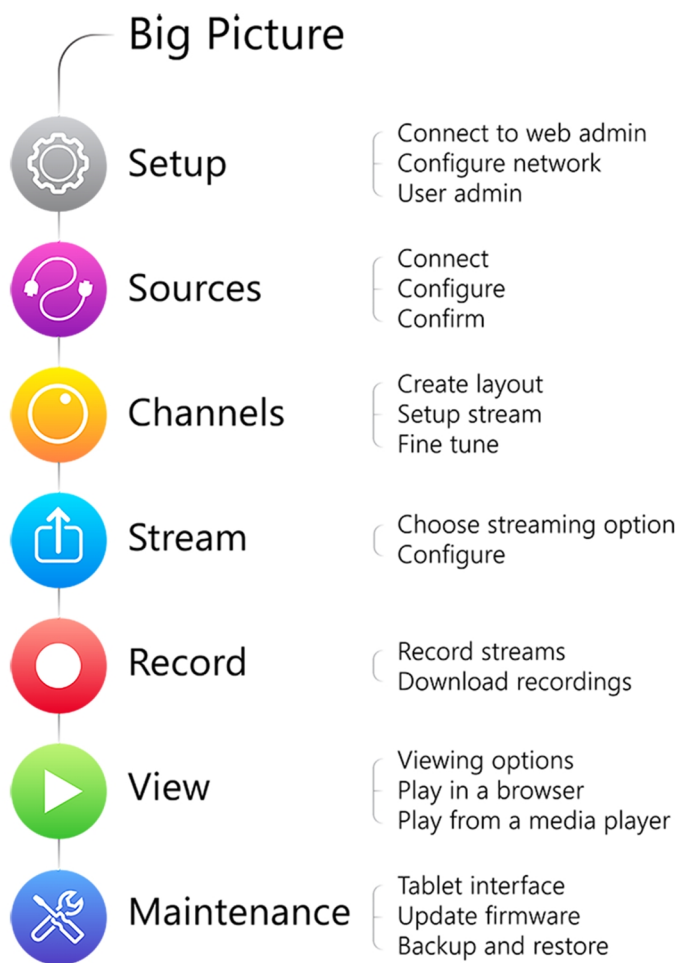 Big Picture
Setup
Connect to web admin
Configure network
User admin
Sources
Connect
Configure
Confirm
Channels
Create layout
Setup stream
Fine tune
Stream
Choose streaming option
Configure
Record
Record streams
Download recordings
View
Viewing options
Play in a browser
Play from a media player
Maintenance
Tablet interface
Update firmware
Backup and restore